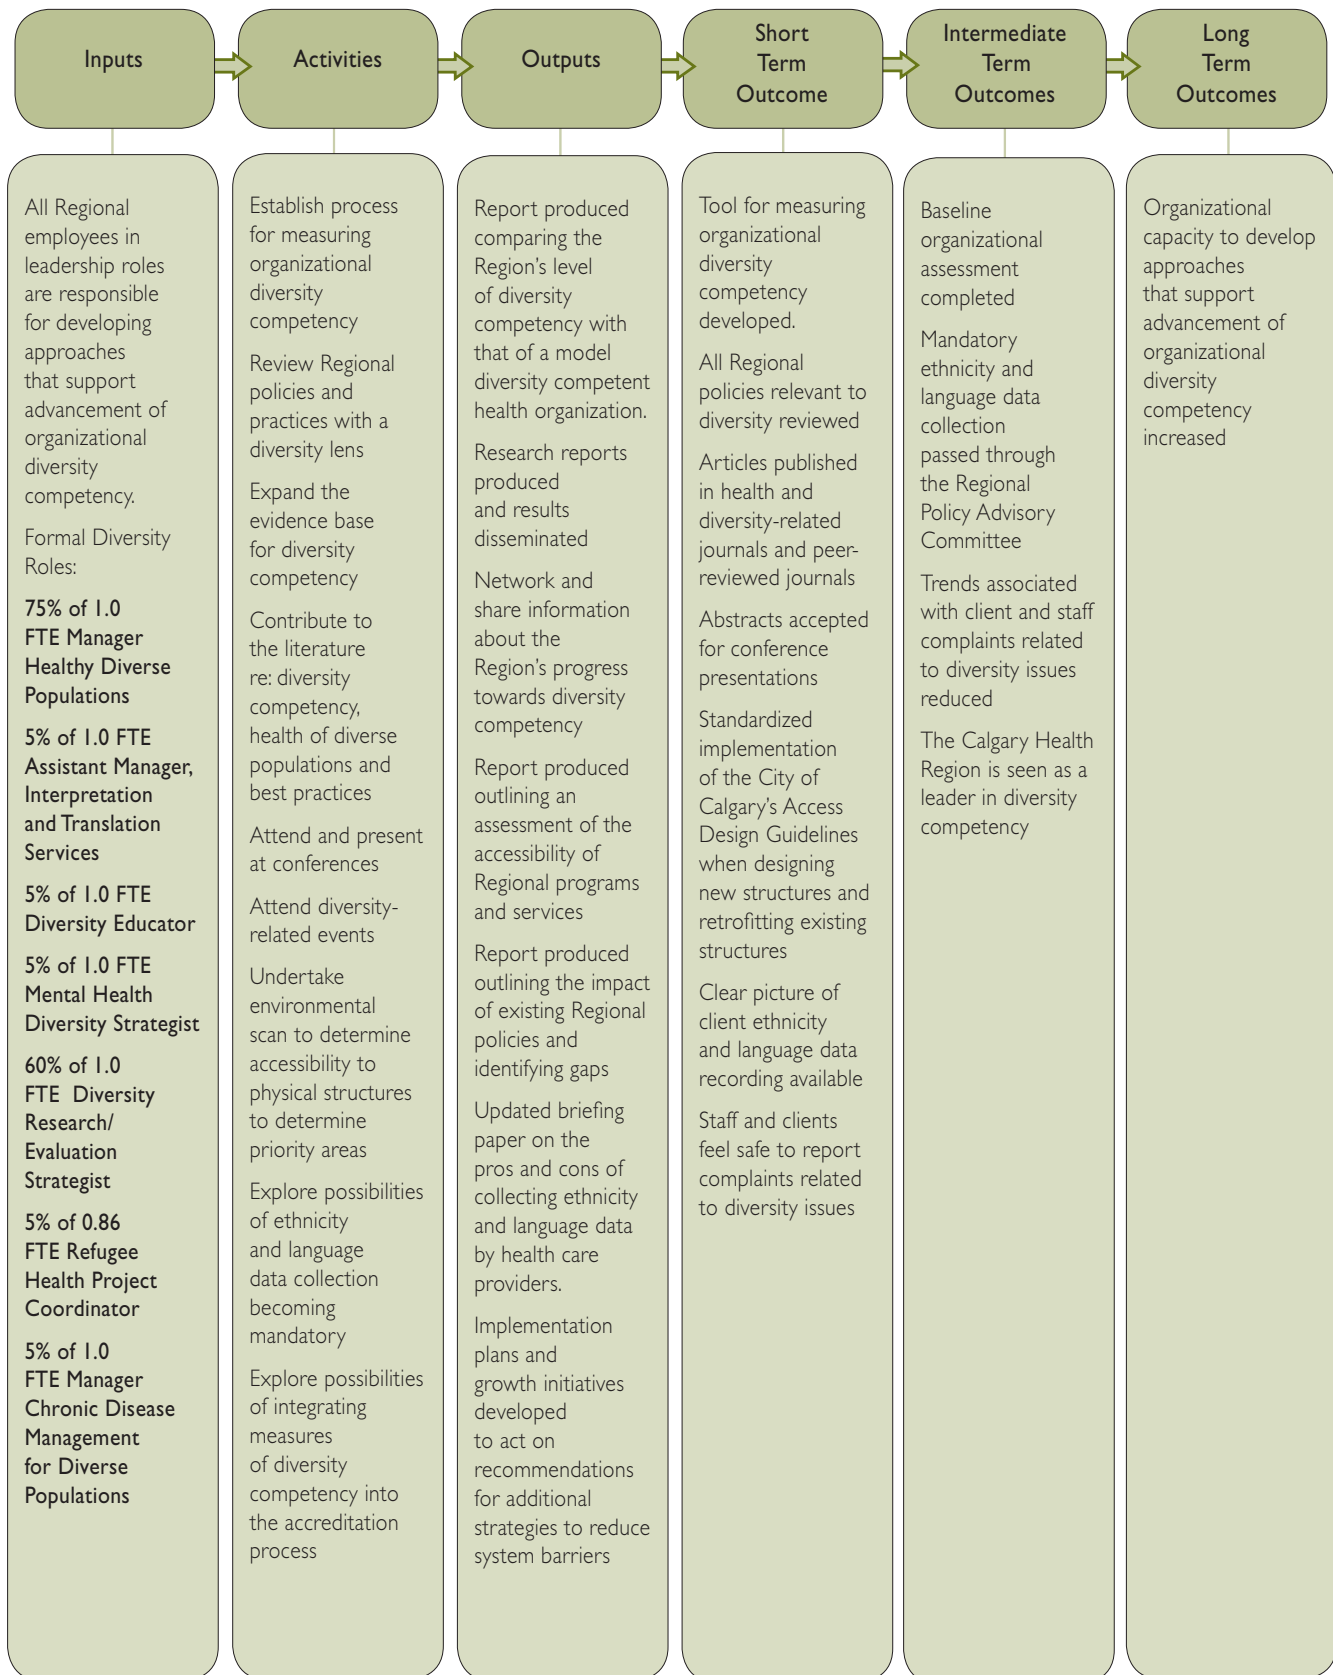 Inputs
Activities
Outputs
Short
Term
Outcome
Intermediate
Term
Outcomes
Long
Term
Outcomes
All Regional
employees in
leadership roles
are responsible
for developing
approaches
that support
advancement of
organizational
diversity
competency.
Formal Diversity
Roles:
75% of 1.0
FTE Manager
Healthy Diverse
Populations
5% of 1.0 FTE
Assistant Manager,
Interpretation
and Translation
Services
5% of 1.0 FTE
Diversity Educator
5% of 1.0 FTE
Mental Health
Diversity Strategist
60% of 1.0
FTE Diversity
Research/
Evaluation
Strategist
5% of 0.86
FTE Refugee
Health Project
Coordinator
5% of 1.0
FTE Manager
Chronic Disease
Management
for Diverse
Populations
Establish process
for measuring
organizational
diversity
competency
Review Regional
policies and
practices with a
diversity lens
Expand the
evidence base
for diversity
competency
Contribute to
the literature
re: diversity
competency,
health of diverse
populations and
best practices
Attend and present
at conferences
Attend diversity-
related events
Undertake
environmental
scan to determine
accessibility to
physical structures
to determine
priority areas
Explore possibilities
of ethnicity
and language
data collection
becoming
mandatory
Explore possibilities
of integrating
measures
of diversity
competency into
the accreditation
process
Report produced
comparing the
Region's level
of diversity
competency with
that of a model
diversity competent
health organization.
Research reports
produced
and results
disseminated
Network and
share information
about the
Region's progress
towards diversity
competency
Report produced
outlining an
assessment of the
accessibility of
Regional programs
and services
Report produced
outlining the impact
of existing Regional
policies and
identifying gaps
Updated briefing
paper on the
pros and cons of
collecting ethnicity
and language data
by health care
providers.
Implementation
plans and
growth initiatives
developed
to act on
recommendations
for additional
strategies to reduce
system barriers
Tool for measuring
organizational
diversity
competency
developed.
All Regional
policies relevant to
diversity reviewed
Articles published
in health and
diversity-related
journals and peer-
reviewed journals
Abstracts accepted
for conference
presentations
Standardized
implementation
of the City of
Calgary's Access
Design Guidelines
when designing
new structures and
retrofitting existing
structures
Clear picture of
client ethnicity
and language data
recording available
Staff and clients
feel safe to report
complaints related
to diversity issues
Baseline
organizational
assessment
completed
Mandatory
ethnicity and
language data
collection
passed through
the Regional
Policy Advisory
Committee
Trends associated
with client and staff
complaints related
to diversity issues
reduced
The Calgary Health
Region is seen as a
leader in diversity
competency
Organizational
capacity to develop
approaches
that support
advancement of
organizational
diversity
competency
increased